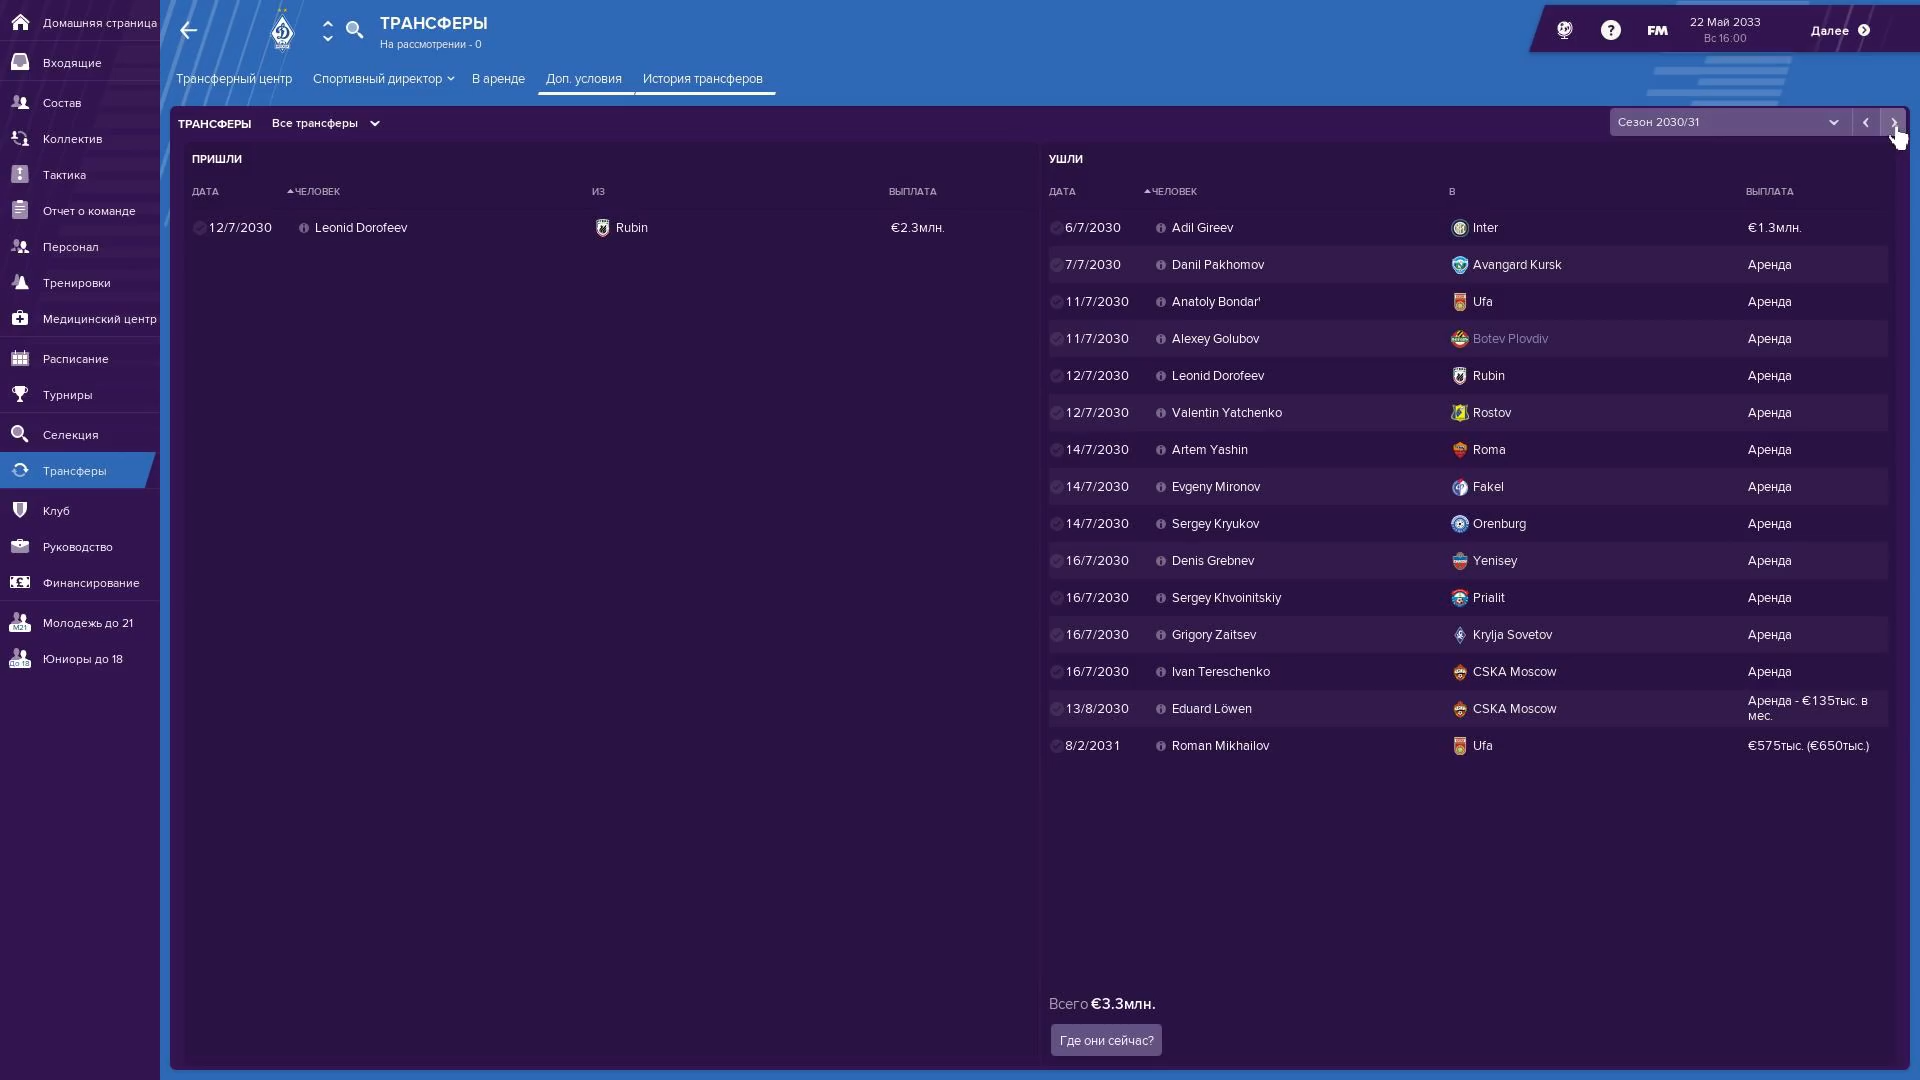 Домашняя страница
Входящие
Состав
Коллектив
Тактика
Отчет о команде
Персонал
Тренировки
Медицинский центр
Расписание
Турниры
Селекция
Трансферы
Клуб
Руководство
Финансирование
Молодежь до 21
Юниоры до 18
ТРАНСФЕРЫ
На рассмотрении - 0
FM
22 Май 2033
Вс 16:00
Далее
Трансферный центр Спортивный директор В аренде Доп. условия История трансферов
ТРАНСФЕРЫ Все трансферы
Сезон 2030/31
ПРИШЛИ
ДАТА ЧЕЛОВЕК ИЗ ВЫПЛАТА
12/7/2030 Leonid Dorofeev Rubin €2.3млн.
УШЛИ
ДАТА ЧЕЛОВЕК В ВЫПЛАТА
6/7/2030 Adil Gireev Inter €1.3млн.
7/7/2030 Danil Pakhomov Avangard Kursk Аренда
11/7/2030 Anatoly Bondar' Ufa Аренда
11/7/2030 Alexey Golubov Botev Plovdiv Аренда
12/7/2030 Leonid Dorofeev Rubin Аренда
12/7/2030 Valentin Yatchenko Rostov Аренда
14/7/2030 Artem Yashin Roma Аренда
14/7/2030 Evgeny Mironov Fakel Аренда
14/7/2030 Sergey Kryukov Orenburg Аренда
16/7/2030 Denis Grebnev Yenisey Аренда
16/7/2030 Sergey Khvoinitskiy Prialit Аренда
16/7/2030 Grigory Zaitsev Krylja Sovetov Аренда
16/7/2030 Ivan Tereschenko CSKA Moscow Аренда
13/8/2030 Eduard Löwen CSKA Moscow Аренда - €135тыс. в
мес.
8/2/2031 Roman Mikhailov Ufa €575тыс. (€650тыс.)
Всего €3.3млн.
Где они сейчас?